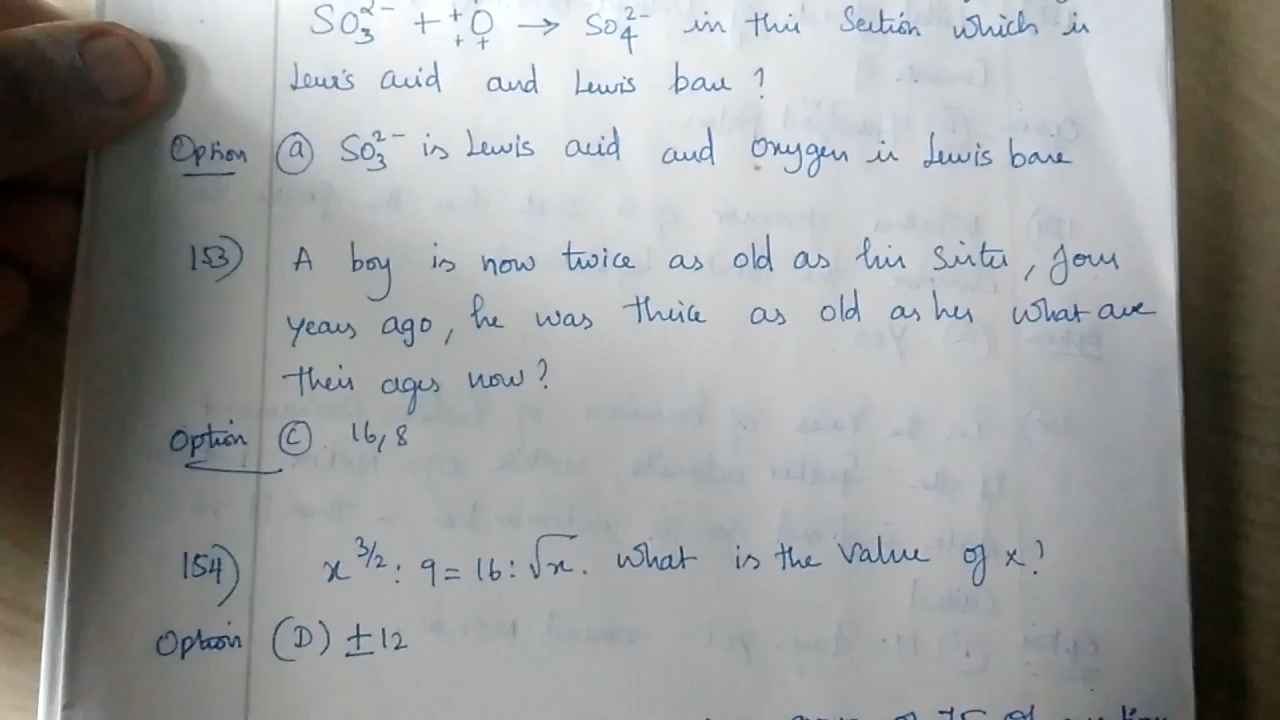 SO₃²⁻ + O → SO₄²⁻ in this Section which is
Lewis acid and Lewis base?
Option (a) SO₃²⁻ is Lewis acid and oxygen is Lewis base
153) A boy is now twice as old as his sister, four
years ago, he was thrice as old as her what are
their ages now?
Option (C). 16,8
154) x^3/2 : 9 = 16 : √x. what is the value of x?
Option (D) ±12